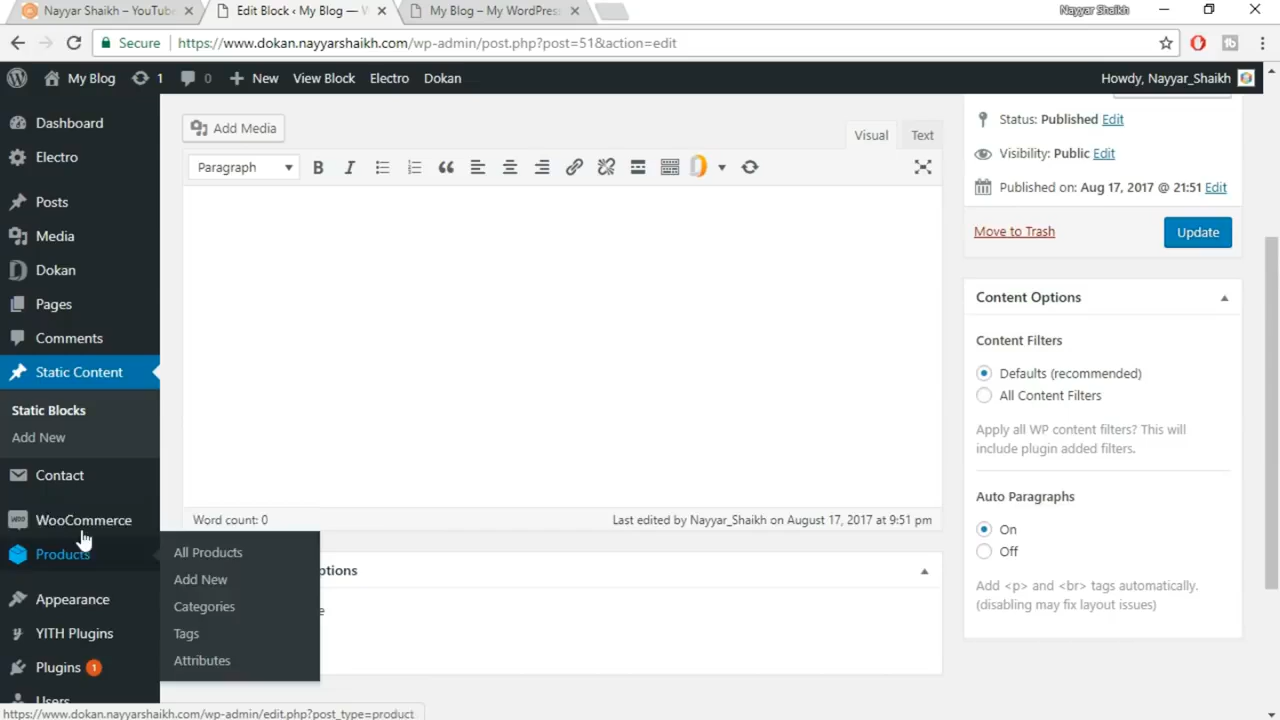 Nayyar Shaikh – YouTube
Edit Block ‹ My Blog —
My Blog – My WordPress
Nayyar Shaikh
Secure
https://www.dokan.nayyarshaikh.com/wp-admin/post.php?post=51&action=edit
My Blog
1
0
New
View Block
Electro
Dokan
Howdy, Nayyar_Shaikh
Dashboard
Electro
Posts
Media
Dokan
Pages
Comments
Static Content
Static Blocks
Add New
Contact
WooCommerce
Products
Appearance
YITH Plugins
Plugins 1
Users
All Products
Add New
Categories
Tags
Attributes
Add Media
Visual
Text
Paragraph
Word count: 0
Last edited by Nayyar_Shaikh on August 17, 2017 at 9:51 pm
ptions
e
Status: Published Edit
Visibility: Public Edit
Published on: Aug 17, 2017 @ 21:51 Edit
Move to Trash
Update
Content Options
Content Filters
Defaults (recommended)
All Content Filters
Apply all WP content filters? This will
include plugin added filters.
Auto Paragraphs
On
Off
Add <p> and <br> tags automatically.
(disabling may fix layout issues)
https://www.dokan.nayyarshaikh.com/wp-admin/edit.php?post_type=product